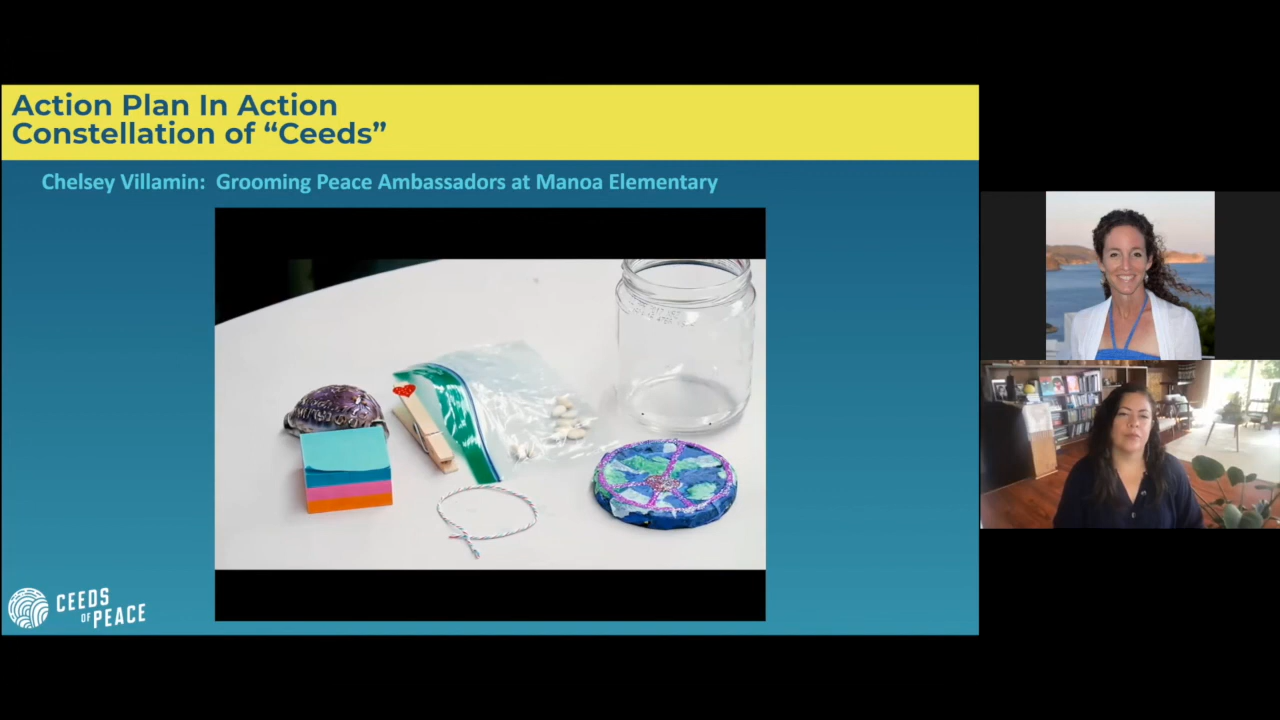 Action Plan In Action
Constellation of “Ceeds”
Chelsey Villamin: Grooming Peace Ambassadors at Manoa Elementary
CEEDS
OF PEACE